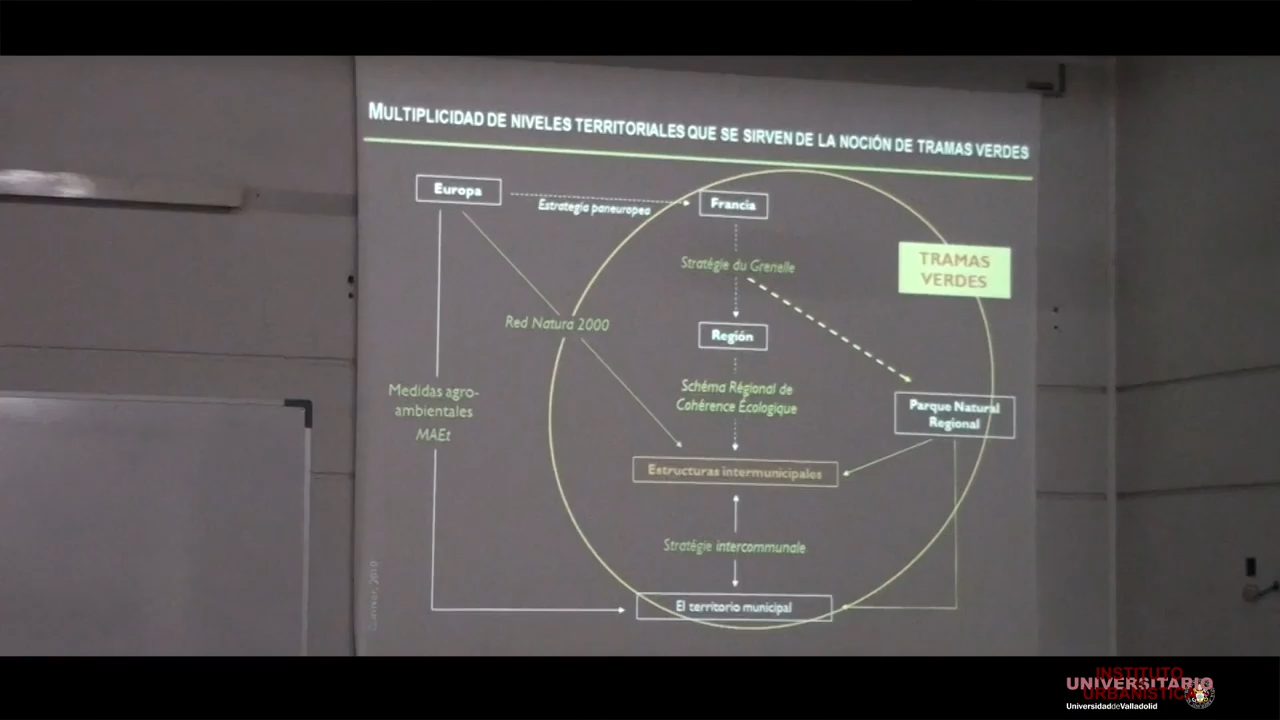 MULTIPLICIDAD DE NIVELES TERRITORIALES QUE SE SIRVEN DE LA NOCIÓN DE TRAMAS VERDES
Europa
Estrategia paneuropea
Francia
Stratégie du Grenelle
TRAMAS
VERDES
Red Natura 2000
Región
Medidas agro-
ambientales
MAEt
Schéma Régional de
Cohérence Écologique
Parque Natural
Regional
Estructuras intermunicipales
Stratégie intercommunale
El territorio municipal
2010
INSTITUTO
UNIVERSITARIO
URBANÍSTICA
UniversidaddeValladolid